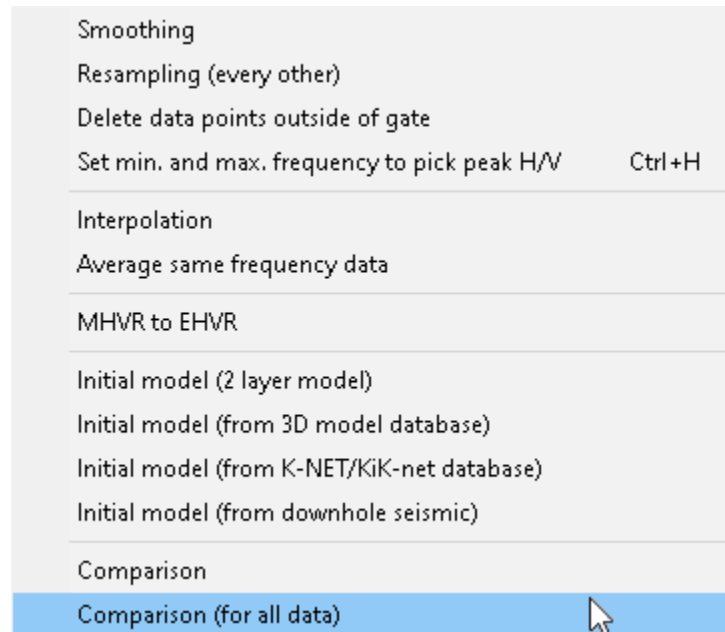 Smoothing
Resampling (every other)
Delete data points outside of gate
Set min. and max. frequency to pick peak H/V Ctrl+H
Interpolation
Average same frequency data
MHVR to EHVR
Initial model (2 layer model)
Initial model (from 3D model database)
Initial model (from K-NET/KiK-net database)
Initial model (from downhole seismic)
Comparison
Comparison (for all data)